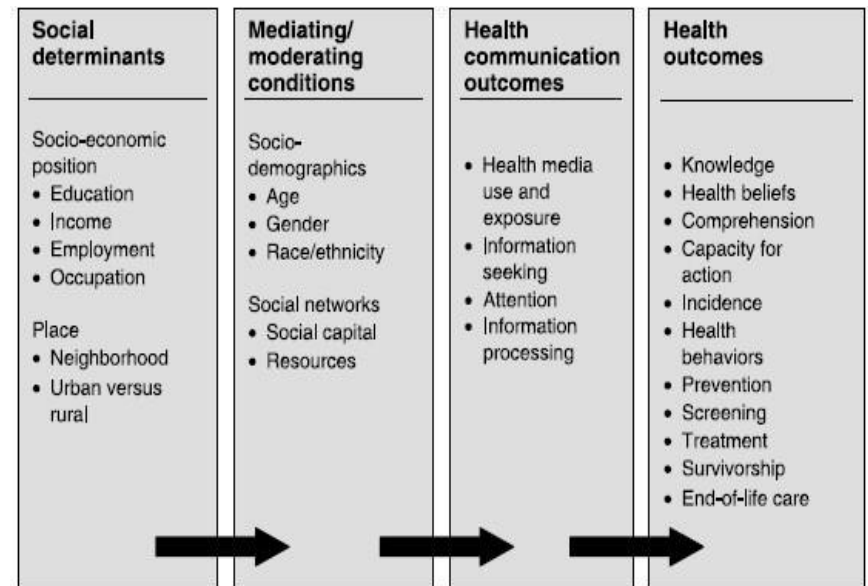 Social
determinants
Socio-economic
position
• Education
• Income
• Employment
• Occupation
Place
• Neighborhood
• Urban versus
rural
Mediating/
moderating
conditions
Socio-
demographics
• Age
• Gender
• Race/ethnicity
Social networks
• Social capital
• Resources
Health
communication
outcomes
• Health media
use and
exposure
• Information
seeking
• Attention
• Information
processing
Health
outcomes
• Knowledge
• Health beliefs
• Comprehension
• Capacity for
action
• Incidence
• Health
behaviors
• Prevention
• Screening
• Treatment
• Survivorship
• End-of-life care